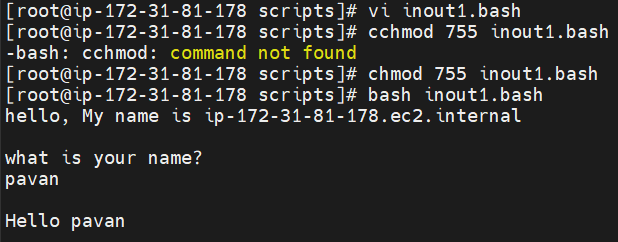 [root@ip-172-31-81-178 scripts]# vi inout1.bash
[root@ip-172-31-81-178 scripts]# cchmod 755 inout1.bash
-bash: cchmod: command not found
[root@ip-172-31-81-178 scripts]# chmod 755 inout1.bash
[root@ip-172-31-81-178 scripts]# bash inout1.bash
hello, My name is ip-172-31-81-178.ec2.internal
what is your name?
pavan
Hello pavan